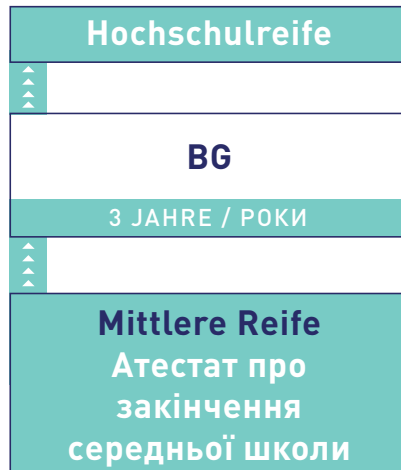 Hochschulreife
BG
3 JAHRE / РОКИ
Mittlere Reife
Атестат про
закінчення
середньої школи